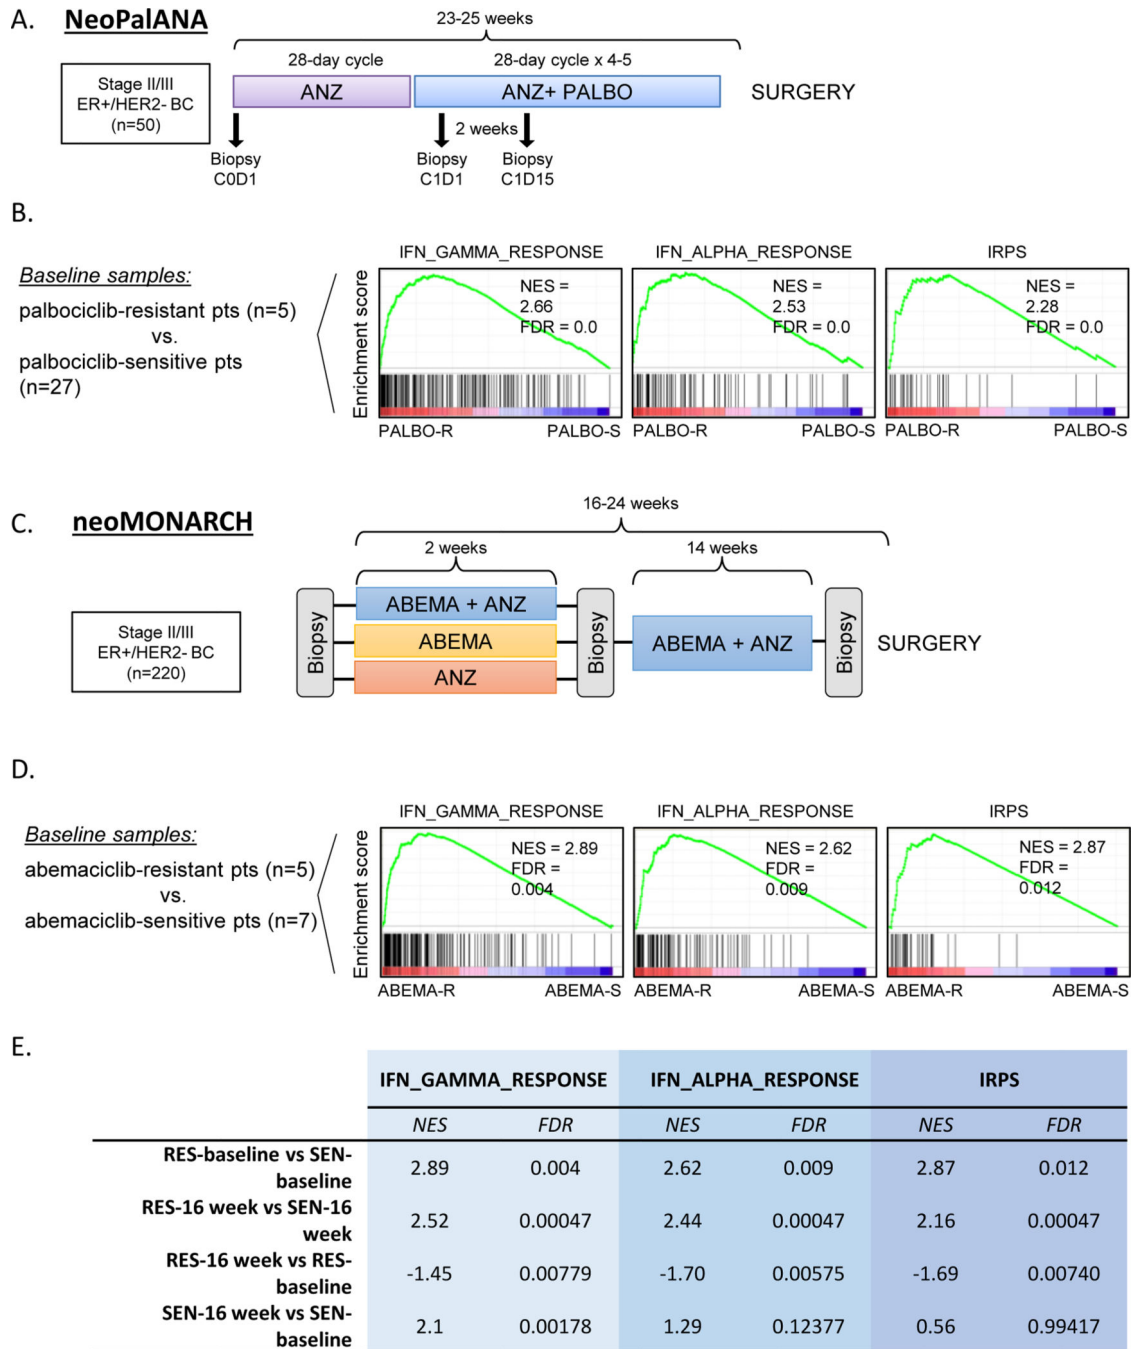 A. NeoPalANA
23-25 weeks
28-day cycle 28-day cycle x 4-5
Stage II/III
ER+/HER2- BC
(n=50)
ANZ ANZ+ PALBO SURGERY
2 weeks
Biopsy Biopsy Biopsy
C0D1 C1D1 C1D15
B.
Baseline samples:
palbociclib-resistant pts (n=5)
vs.
palbociclib-sensitive pts
(n=27)
Enrichment score
IFN_GAMMA_RESPONSE
NES =
2.66
FDR = 0.0
PALBO-R PALBO-S
IFN_ALPHA_RESPONSE
NES =
2.53
FDR = 0.0
PALBO-R PALBO-S
IRPS
NES =
2.28
FDR = 0.0
PALBO-R PALBO-S
C. neoMONARCH
16-24 weeks
2 weeks 14 weeks
Stage II/III
ER+/HER2- BC
(n=220)
Biopsy
ABEMA + ANZ
ABEMA
ANZ
Biopsy
ABEMA + ANZ
Biopsy
SURGERY
D.
Baseline samples:
abemaciclib-resistant pts (n=5)
vs.
abemaciclib-sensitive pts (n=7)
Enrichment score
IFN_GAMMA_RESPONSE
NES = 2.89
FDR =
0.004
ABEMA-R ABEMA-S
IFN_ALPHA_RESPONSE
NES = 2.62
FDR =
0.009
ABEMA-R ABEMA-S
IRPS
NES = 2.87
FDR =
0.012
ABEMA-R ABEMA-S
E.
IFN_GAMMA_RESPONSE IFN_ALPHA_RESPONSE IRPS
NES FDR NES FDR NES FDR
RES-baseline vs SEN-
baseline
2.89 0.004 2.62 0.009 2.87 0.012
RES-16 week vs SEN-16
week
2.52 0.00047 2.44 0.00047 2.16 0.00047
RES-16 week vs RES-
baseline
-1.45 0.00779 -1.70 0.00575 -1.69 0.00740
SEN-16 week vs SEN-
baseline
2.1 0.00178 1.29 0.12377 0.56 0.99417